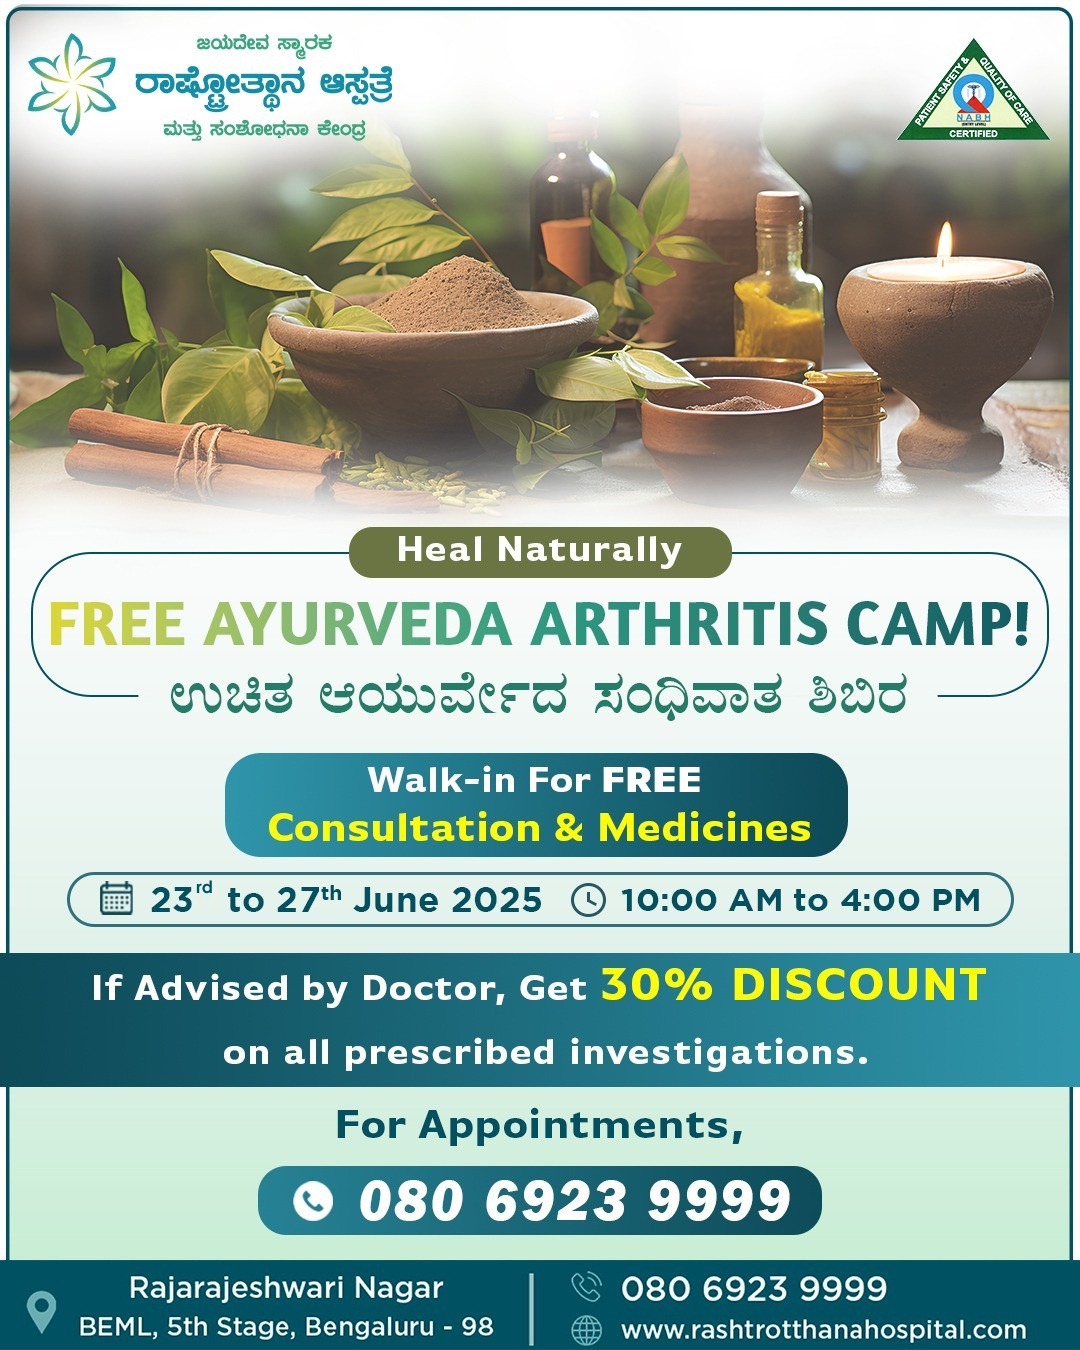 ಜಯದೇವ ಸ್ಮಾರಕ
ರಾಷ್ಟ್ರೋತ್ಥಾನ ಆಸ್ಪತ್ರೆ
ಮತ್ತು ಸಂಶೋಧನಾ ಕೇಂದ್ರ
PATIENT SAFETY & QUALITY OF CARE
N.A.B.H
(ENTRY LEVEL)
CERTIFIED
Heal Naturally
FREE AYURVEDA ARTHRITIS CAMP!
ಉಚಿತ ಆಯುರ್ವೇದ ಸಂಧಿವಾತ ಶಿಬಿರ
Walk-in For FREE
Consultation & Medicines
23rd to 27th June 2025 10:00 AM to 4:00 PM
If Advised by Doctor, Get 30% DISCOUNT
on all prescribed investigations.
For Appointments,
080 6923 9999
Rajarajeshwari Nagar
BEML, 5th Stage, Bengaluru - 98
080 6923 9999
www.rashtrotthanahospital.com